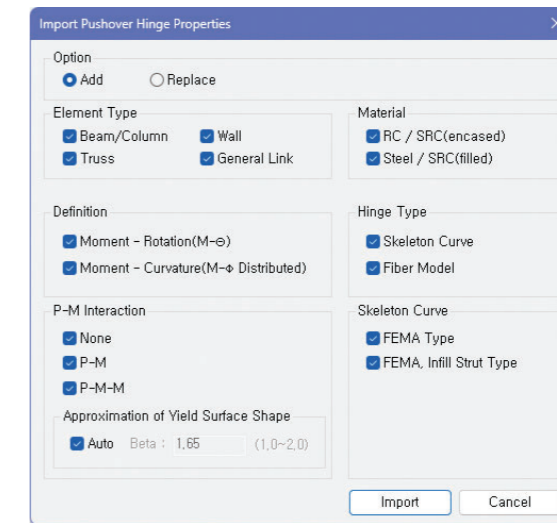 Import Pushover Hinge Properties
Option
Add Replace
Element Type
Beam/Column Wall
Truss General Link
Material
RC / SRC(encased)
Steel / SRC(filled)
Definition
Moment - Rotation(M-Θ)
Moment - Curvature(M-Φ Distributed)
Hinge Type
Skeleton Curve
Fiber Model
P-M Interaction
None
P-M
P-M-M
Approximation of Yield Surface Shape
Auto Beta : 1,65 (1,0~2,0)
Skeleton Curve
FEMA Type
FEMA, Infill Strut Type
Import Cancel